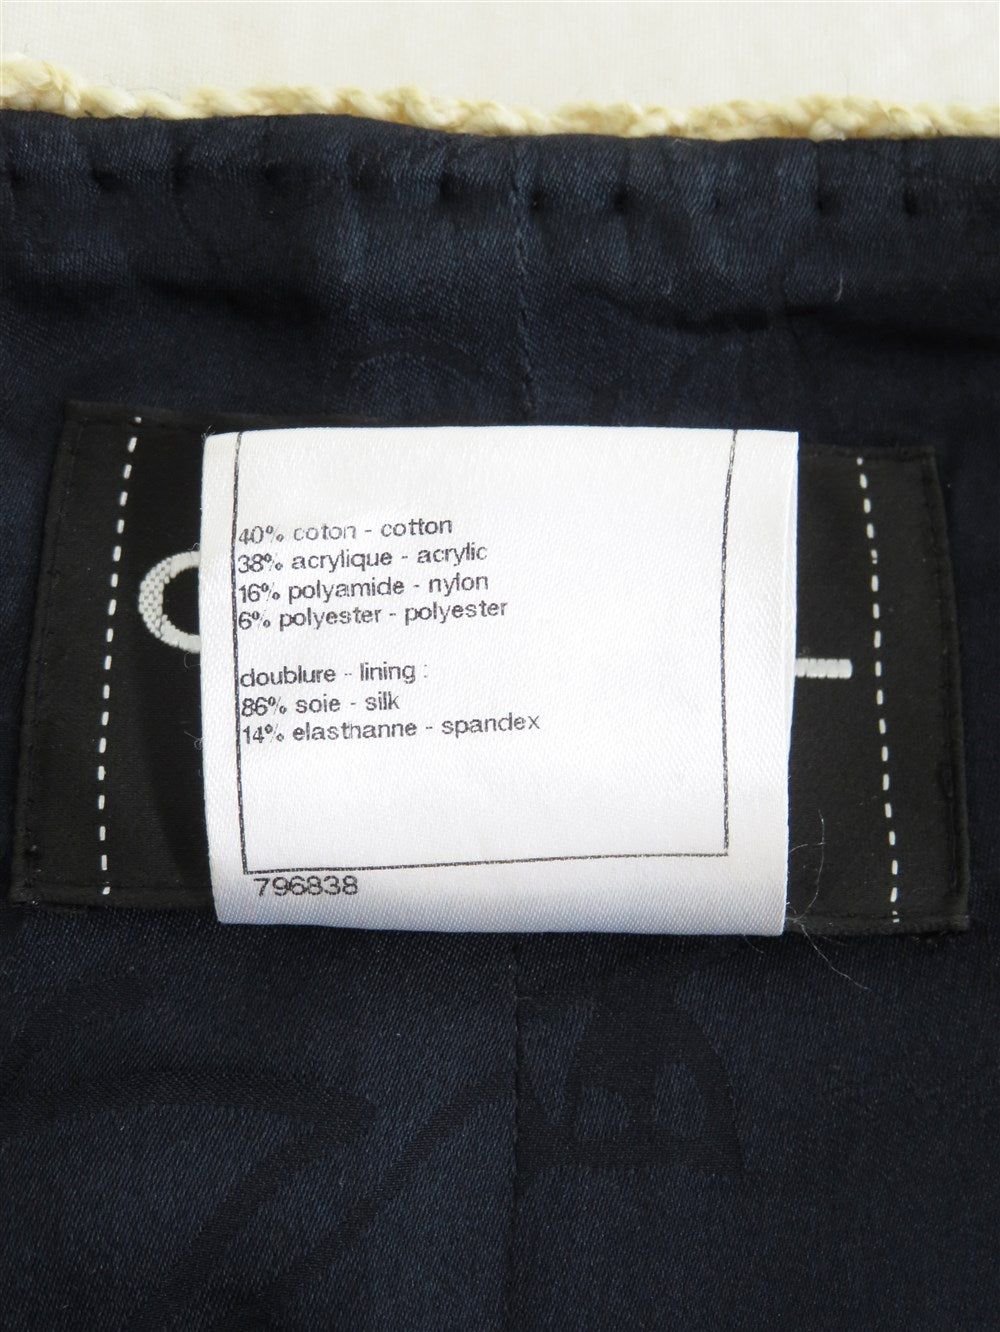 40% coton - cotton
38% acrylique - acrylic
16% polyamide - nylon
6% polyester - polyester
doublure - lining :
86% soie - silk
14% elasthanne - spandex
796838